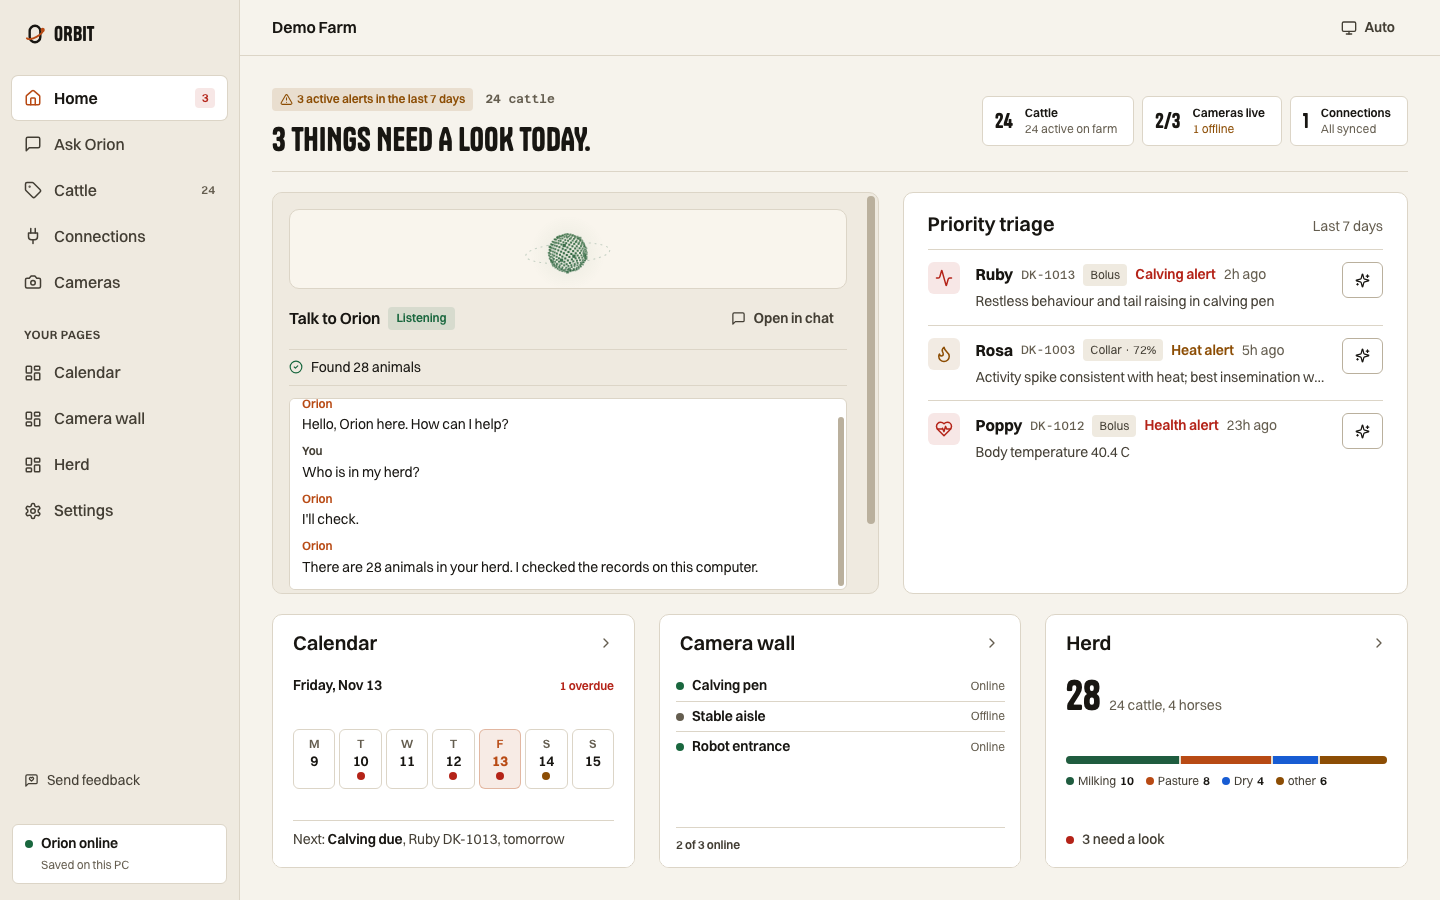 ORBIT
Home 3
Ask Orion
Cattle 24
Connections
Cameras
YOUR PAGES
Calendar
Camera wall
Herd
Settings
Send feedback
Orion online
Saved on this PC
Demo Farm
Auto
3 active alerts in the last 7 days 24 cattle
3 THINGS NEED A LOOK TODAY.
24 Cattle
24 active on farm
2/3 Cameras live
1 offline
1 Connections
All synced
Talk to Orion Listening Open in chat
Found 28 animals
Orion
Hello, Orion here. How can I help?
You
Who is in my herd?
Orion
I'll check.
Orion
There are 28 animals in your herd. I checked the records on this computer.
Priority triage Last 7 days
Ruby DK-1013 Bolus Calving alert 2h ago
Restless behaviour and tail raising in calving pen
Rosa DK-1003 Collar · 72% Heat alert 5h ago
Activity spike consistent with heat; best insemination w...
Poppy DK-1012 Bolus Health alert 23h ago
Body temperature 40.4 C
Calendar
Friday, Nov 13 1 overdue
M T W T F S S
9 10 11 12 13 14 15
Next: Calving due, Ruby DK-1013, tomorrow
Camera wall
Calving pen Online
Stable aisle Offline
Robot entrance Online
2 of 3 online
Herd
28 24 cattle, 4 horses
Milking 10 Pasture 8 Dry 4 other 6
3 need a look